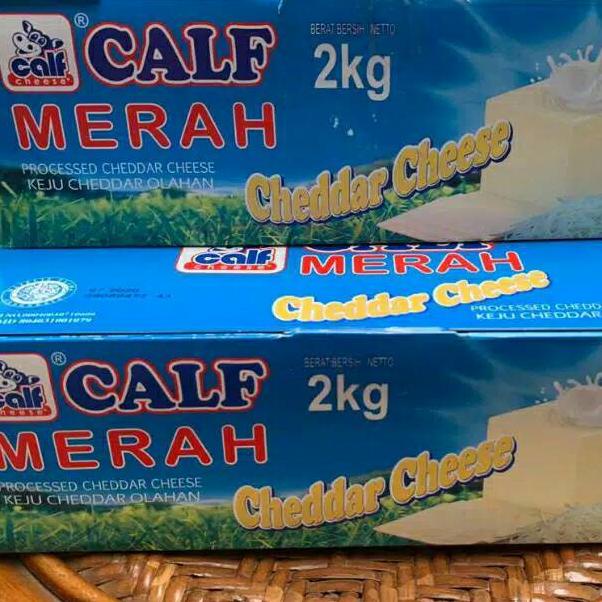 ®
calf
cheese
CALF
MERAH
BERAT BERSIH / NETTO
2kg
PROCESSED CHEDDAR CHEESE
KEJU CHEDDAR OLAHAN
Cheddar Cheese
calf
cheese
MERAH
Cheddar Cheese
PROCESSED CHEDD
KEJU CHEDDAR
®
calf
cheese
CALF
MERAH
BERAT BERSIH / NETTO
2kg
PROCESSED CHEDDAR CHEESE
KEJU CHEDDAR OLAHAN
Cheddar Cheese